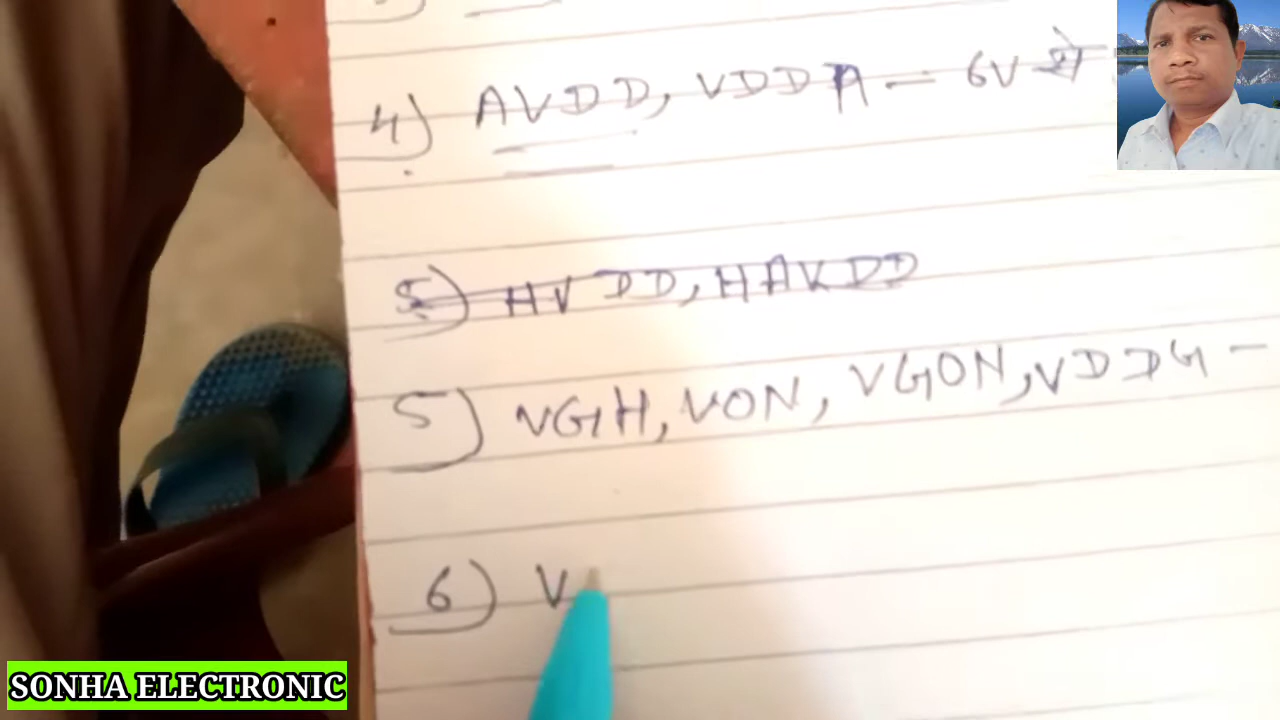 4) AVDD, VDDA — 6V से
5) HVDD, HAVDD
5) VGH, VON, VGON, VDDG —
6) V
SONHA ELECTRONIC